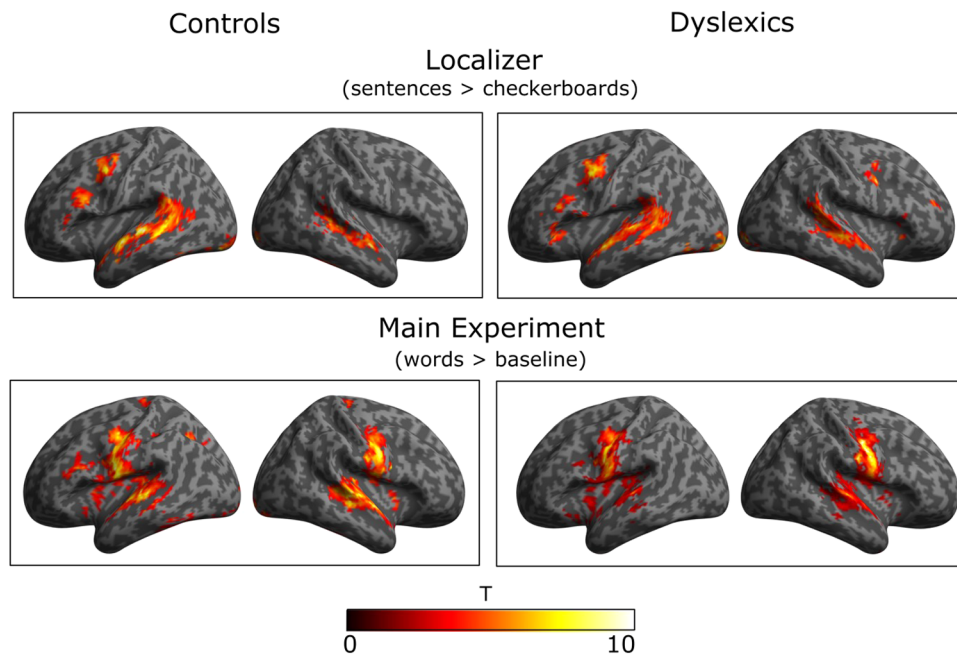 Controls
Dyslexics
Localizer
(sentences > checkerboards)
Main Experiment
(words > baseline)
T
0
10